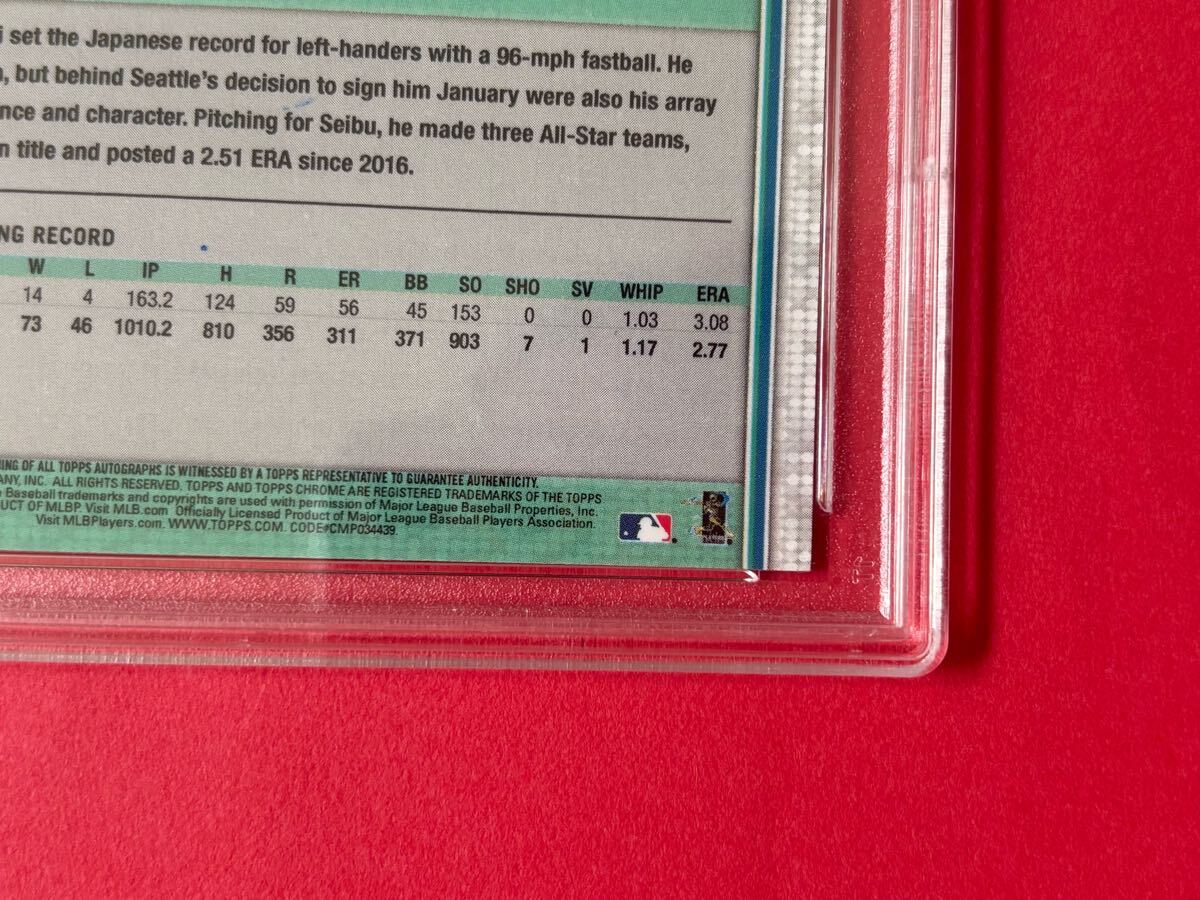 i set the Japanese record for left-handers with a 96-mph fastball. He
, but behind Seattle's decision to sign him January were also his array
nce and character. Pitching for Seibu, he made three All-Star teams,
n title and posted a 2.51 ERA since 2016.
NG RECORD
W L IP H R ER BB SO SHO SV WHIP ERA
14 4 163.2 124 59 56 45 153 0 0 1.03 3.08
73 46 1010.2 810 356 311 371 903 7 1 1.17 2.77
ING OF ALL TOPPS AUTOGRAPHS IS WITNESSED BY A TOPPS REPRESENTATIVE TO GUARANTEE AUTHENTICITY.
ANY, INC. ALL RIGHTS RESERVED. TOPPS AND TOPPS CHROME ARE REGISTERED TRADEMARKS OF THE TOPPS
Baseball trademarks and copyrights are used with permission of Major League Baseball Properties, Inc.
UCT OF MLBP. Visit MLB.com Officially Licensed Product of Major League Baseball Players Association.
Visit MLBPlayers.com. WWW.TOPPS.COM. CODE#CMP034439.